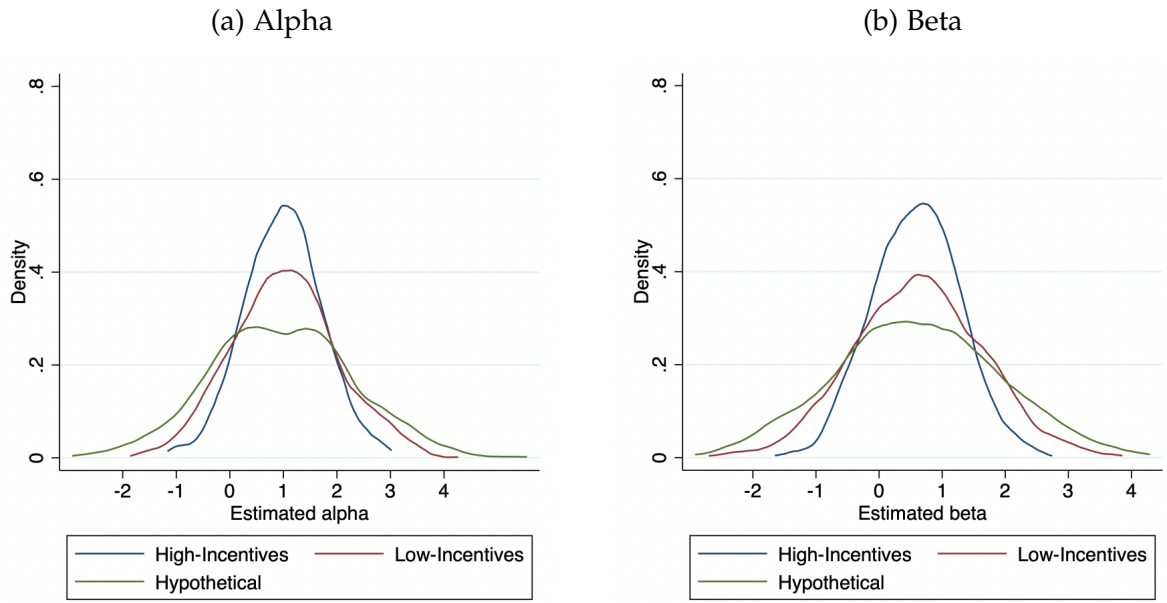 (a) Alpha
.8
.6
.4
.2
0
Density
-2 -1 0 1 2 3 4
Estimated alpha
High-Incentives Low-Incentives
Hypothetical
(b) Beta
.8
.6
.4
.2
0
Density
-2 -1 0 1 2 3 4
Estimated beta
High-Incentives Low-Incentives
Hypothetical